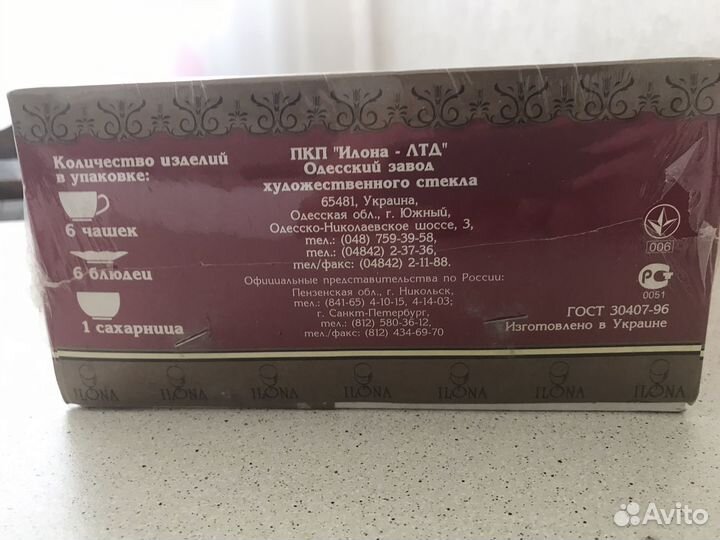 Количество изделий
в упаковке:
6 чашек
6 блюдец
1 сахарница
ПКП "Илона - ЛТД"
Одесский завод
художественного стекла
65481, Украина,
Одесская обл., г. Южный,
Одесско-Николаевское шоссе, 3,
тел.: (048) 759-39-58,
тел.: (04842) 2-37-36,
тел/факс: (04842) 2-11-88.
Официальные представительства по России:
Пензенская обл., г. Никольск,
тел.: (841-65) 4-10-15, 4-14-03;
г. Санкт-Петербург,
тел.: (812) 580-36-12,
тел./факс: (812) 434-69-70
006
РСТ
0051
ГОСТ 30407-96
Изготовлено в Украине
ILONA ILONA ILONA ILONA ILONA ILONA ILONA
Avito